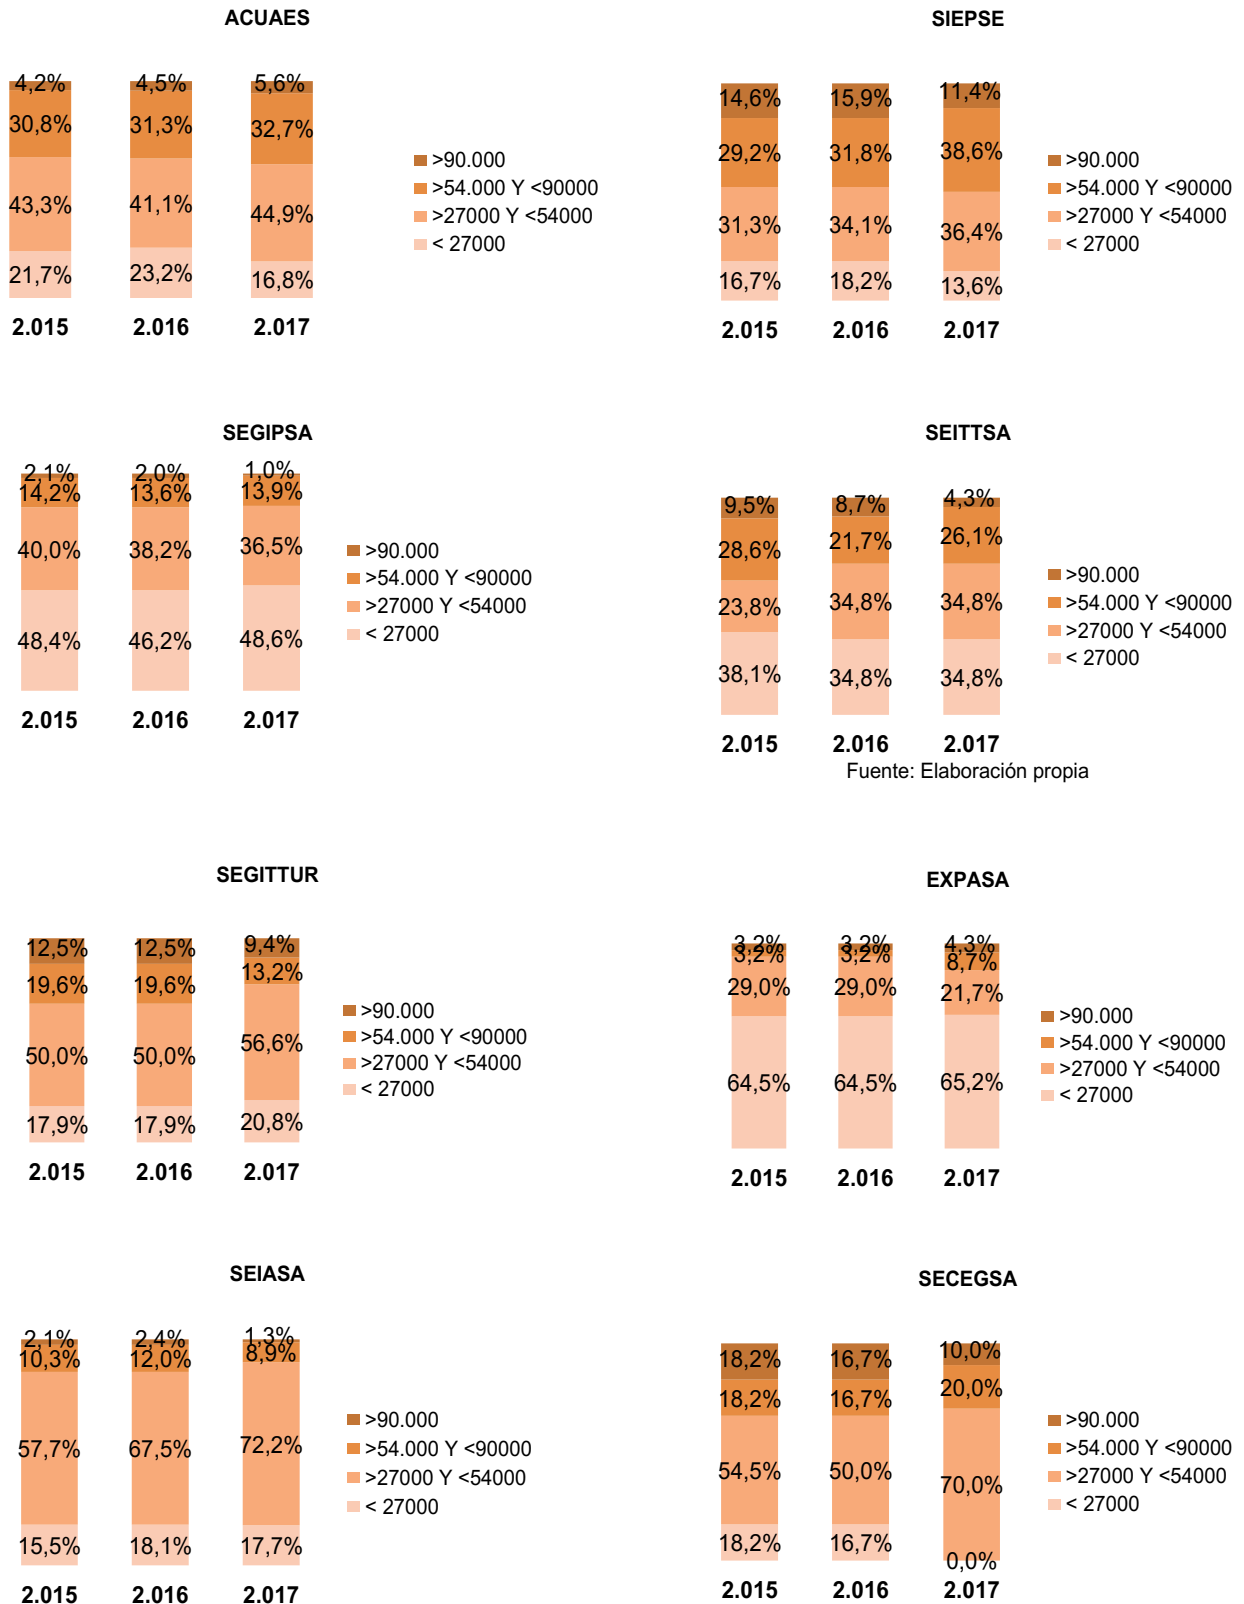 ACUAES
4,2% 4,5% 5,6%
30,8% 31,3% 32,7%
43,3% 41,1% 44,9%
21,7% 23,2% 16,8%
2.015 2.016 2.017
>90.000
>54.000 Y <90000
>27000 Y <54000
< 27000
SIEPSE
14,6% 15,9% 11,4%
29,2% 31,8% 38,6%
31,3% 34,1% 36,4%
16,7% 18,2% 13,6%
2.015 2.016 2.017
>90.000
>54.000 Y <90000
>27000 Y <54000
< 27000
SEGIPSA
2,1% 2,0% 1,0%
14,2% 13,6% 13,9%
40,0% 38,2% 36,5%
48,4% 46,2% 48,6%
2.015 2.016 2.017
>90.000
>54.000 Y <90000
>27000 Y <54000
< 27000
SEITTSA
9,5% 8,7% 4,3%
28,6% 21,7% 26,1%
23,8% 34,8% 34,8%
38,1% 34,8% 34,8%
2.015 2.016 2.017
>90.000
>54.000 Y <90000
>27000 Y <54000
< 27000
Fuente: Elaboración propia
SEGITTUR
12,5% 12,5% 9,4%
19,6% 19,6% 13,2%
50,0% 50,0% 56,6%
17,9% 17,9% 20,8%
2.015 2.016 2.017
>90.000
>54.000 Y <90000
>27000 Y <54000
< 27000
EXPASA
3,2% 3,2% 4,3%
3,2% 3,2% 8,7%
29,0% 29,0% 21,7%
64,5% 64,5% 65,2%
2.015 2.016 2.017
>90.000
>54.000 Y <90000
>27000 Y <54000
< 27000
SEIASA
2,1% 2,4% 1,3%
10,3% 12,0% 8,9%
57,7% 67,5% 72,2%
15,5% 18,1% 17,7%
2.015 2.016 2.017
>90.000
>54.000 Y <90000
>27000 Y <54000
< 27000
SECEGSA
18,2% 16,7% 10,0%
18,2% 16,7% 20,0%
54,5% 50,0% 70,0%
18,2% 16,7% 0,0%
2.015 2.016 2.017
>90.000
>54.000 Y <90000
>27000 Y <54000
< 27000